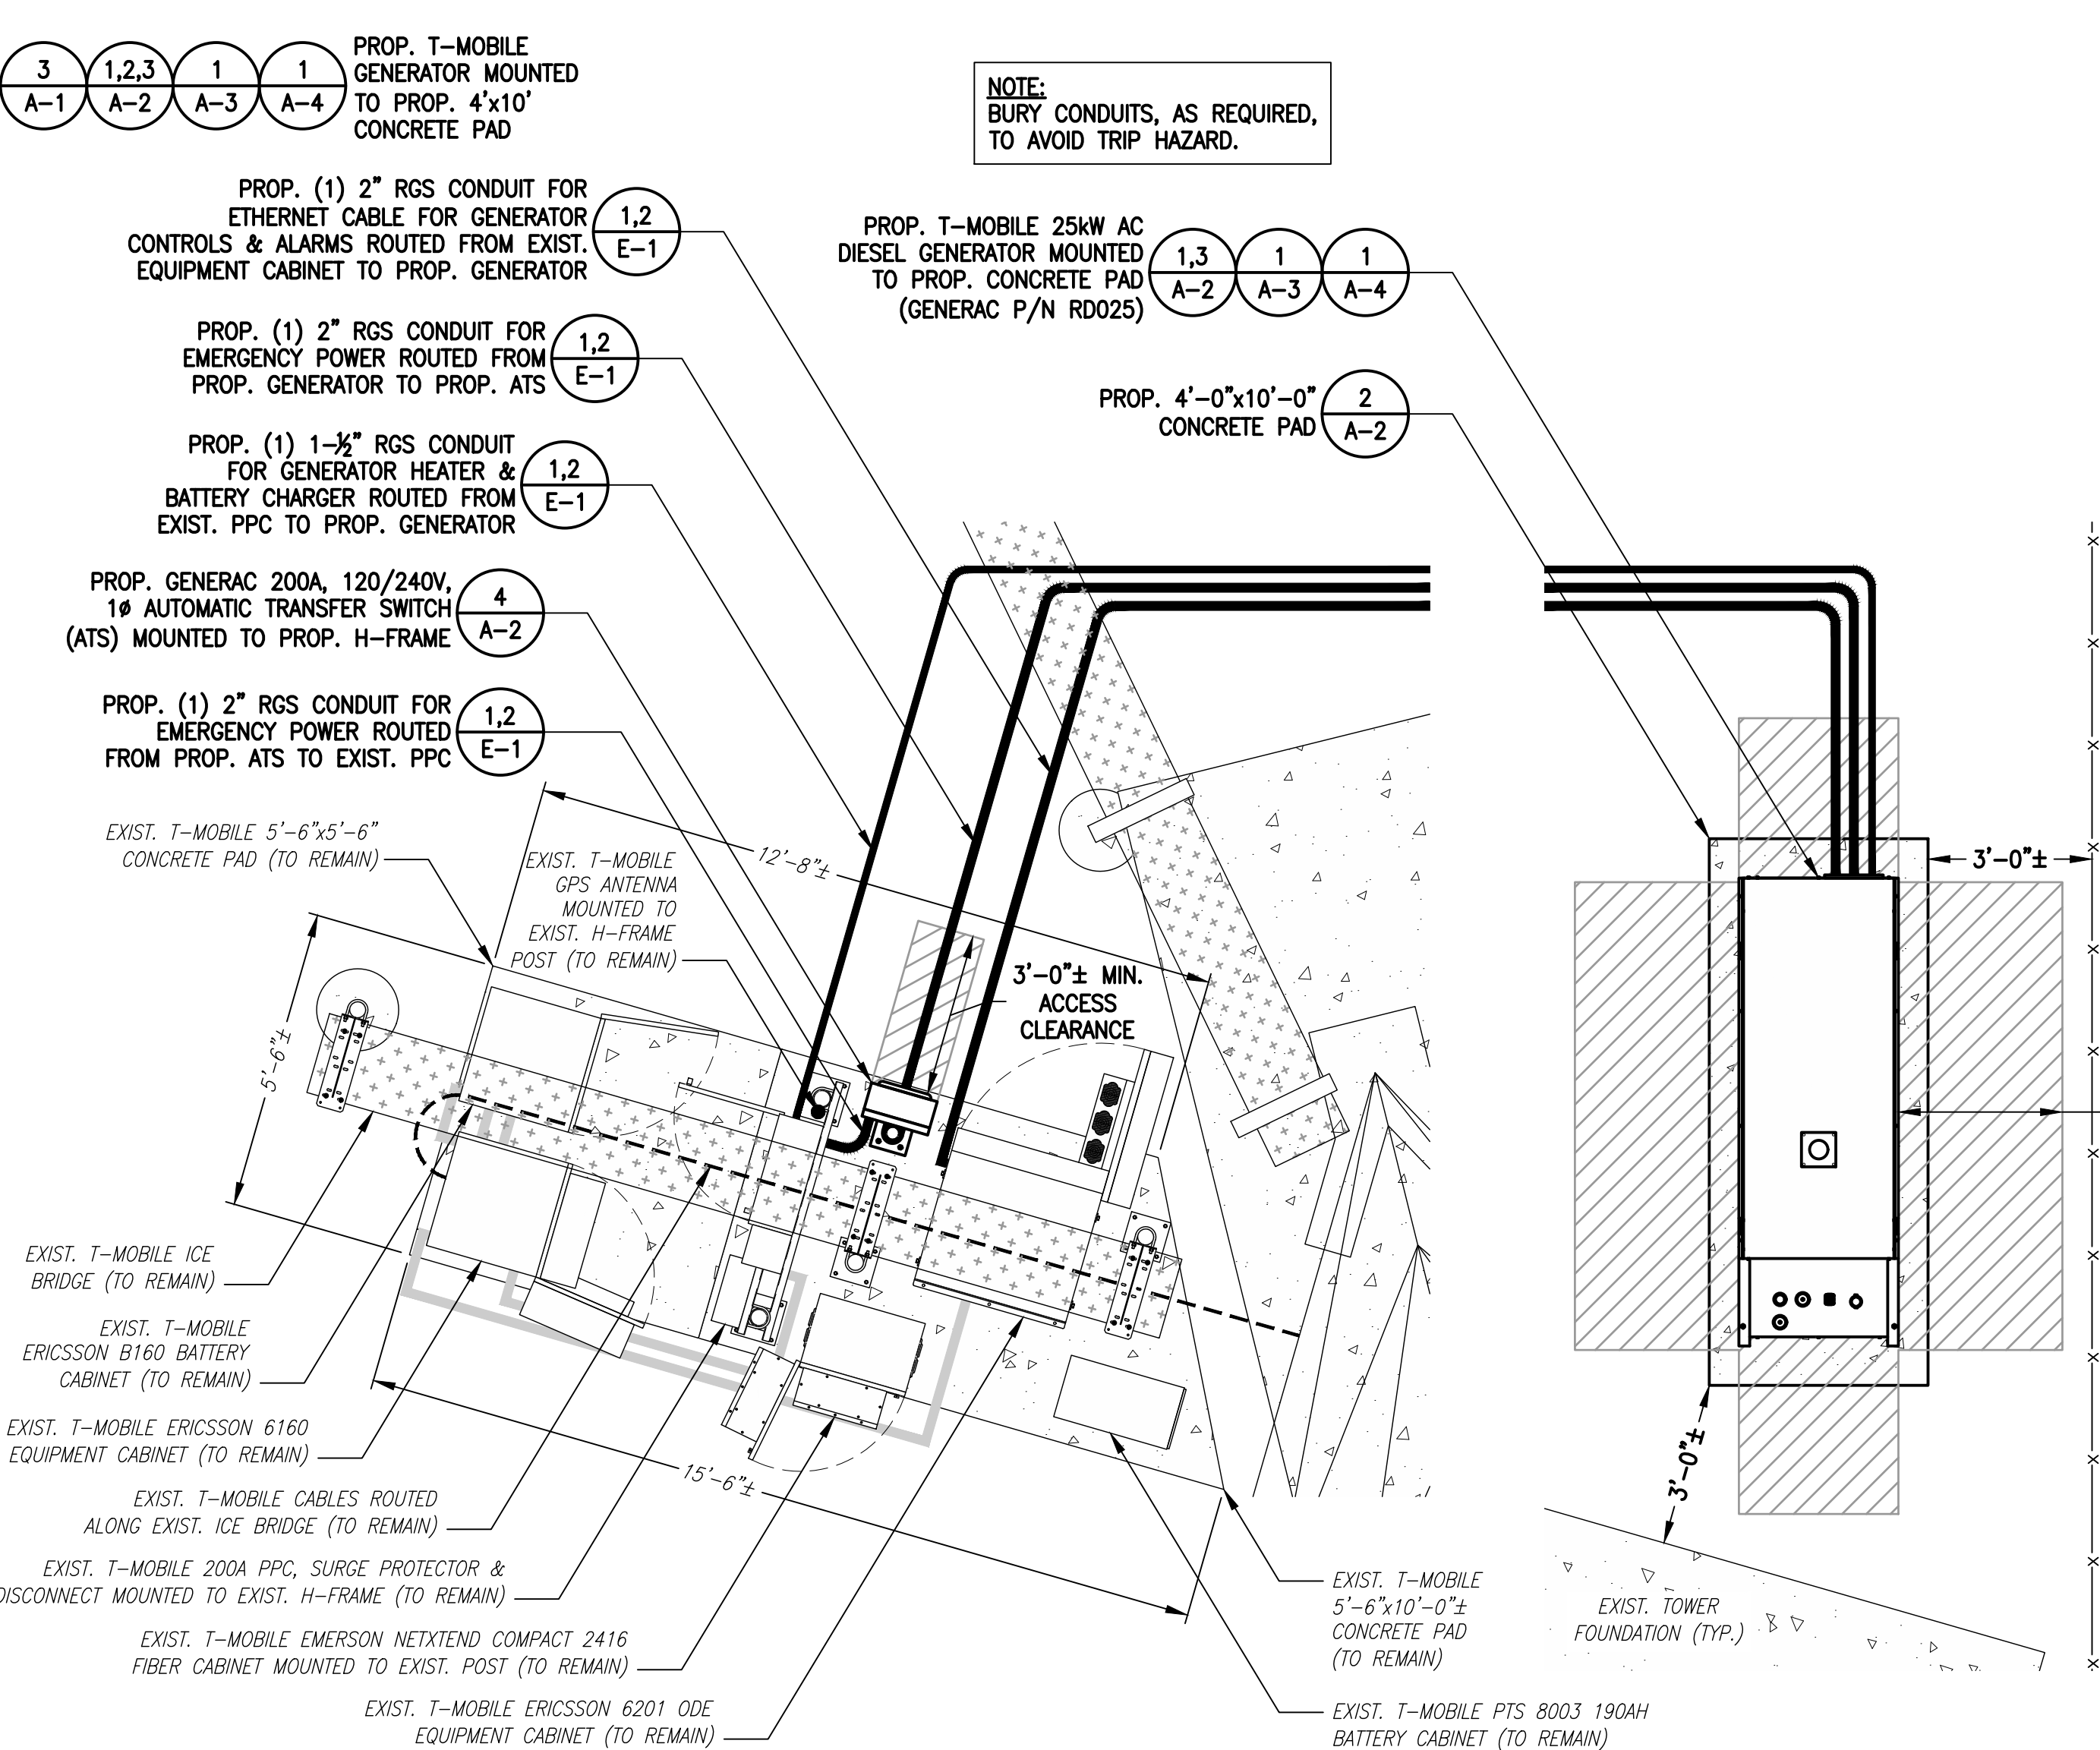 3
A-1
1,2,3
A-2
1
A-3
1
A-4
PROP. T-MOBILE
GENERATOR MOUNTED
TO PROP. 4'x10'
CONCRETE PAD
NOTE:
BURY CONDUITS, AS REQUIRED,
TO AVOID TRIP HAZARD.
PROP. (1) 2" RGS CONDUIT FOR
ETHERNET CABLE FOR GENERATOR
CONTROLS & ALARMS ROUTED FROM EXIST.
EQUIPMENT CABINET TO PROP. GENERATOR
1,2
E-1
PROP. T-MOBILE 25kW AC
DIESEL GENERATOR MOUNTED
TO PROP. CONCRETE PAD
(GENERAC P/N RD025)
1,3
A-2
1
A-3
1
A-4
PROP. (1) 2" RGS CONDUIT FOR
EMERGENCY POWER ROUTED FROM
PROP. GENERATOR TO PROP. ATS
1,2
E-1
PROP. 4'-0"x10'-0"
CONCRETE PAD
2
A-2
PROP. (1) 1-½" RGS CONDUIT
FOR GENERATOR HEATER &
BATTERY CHARGER ROUTED FROM
EXIST. PPC TO PROP. GENERATOR
1,2
E-1
PROP. GENERAC 200A, 120/240V,
1ø AUTOMATIC TRANSFER SWITCH
(ATS) MOUNTED TO PROP. H-FRAME
4
A-2
PROP. (1) 2" RGS CONDUIT FOR
EMERGENCY POWER ROUTED
FROM PROP. ATS TO EXIST. PPC
1,2
E-1
EXIST. T-MOBILE 5'-6"x5'-6"
CONCRETE PAD (TO REMAIN)
EXIST. T-MOBILE
GPS ANTENNA
MOUNTED TO
EXIST. H-FRAME
POST (TO REMAIN)
12'-8"±
3'-0"±
3'-0"± MIN.
ACCESS
CLEARANCE
5'-6"±
EXIST. T-MOBILE ICE
BRIDGE (TO REMAIN)
EXIST. T-MOBILE
ERICSSON B160 BATTERY
CABINET (TO REMAIN)
EXIST. T-MOBILE ERICSSON 6160
EQUIPMENT CABINET (TO REMAIN)
15'-6"±
3'-0"±
EXIST. T-MOBILE CABLES ROUTED
ALONG EXIST. ICE BRIDGE (TO REMAIN)
EXIST. T-MOBILE 200A PPC, SURGE PROTECTOR &
DISCONNECT MOUNTED TO EXIST. H-FRAME (TO REMAIN)
EXIST. T-MOBILE EMERSON NETXTEND COMPACT 2416
FIBER CABINET MOUNTED TO EXIST. POST (TO REMAIN)
EXIST. T-MOBILE ERICSSON 6201 ODE
EQUIPMENT CABINET (TO REMAIN)
EXIST. T-MOBILE
5'-6"x10'-0"±
CONCRETE PAD
(TO REMAIN)
EXIST. TOWER
FOUNDATION (TYP.)
EXIST. T-MOBILE PTS 8003 190AH
BATTERY CABINET (TO REMAIN)